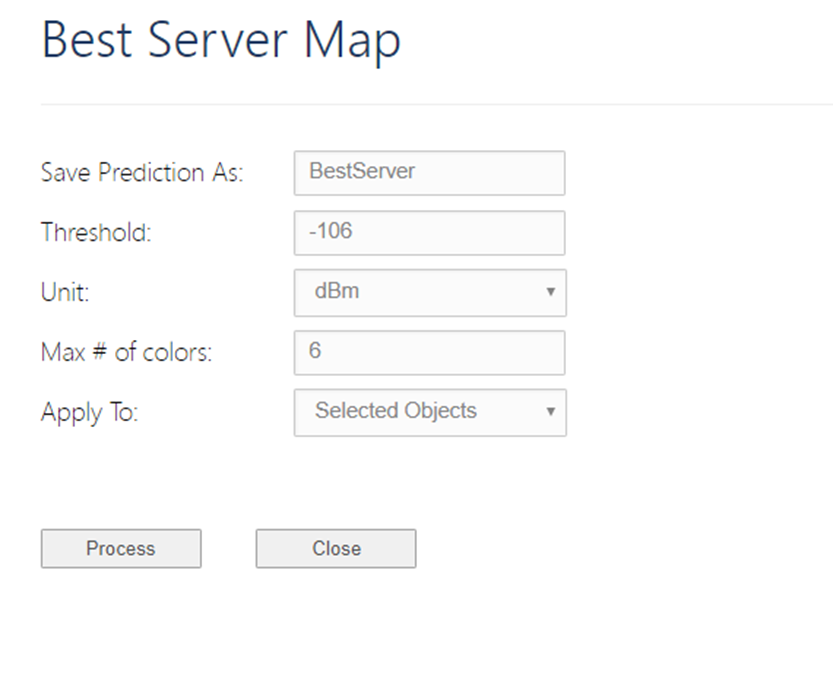 Best Server Map
Save Prediction As: BestServer
Threshold: -106
Unit: dBm
Max # of colors: 6
Apply To: Selected Objects
Process Close